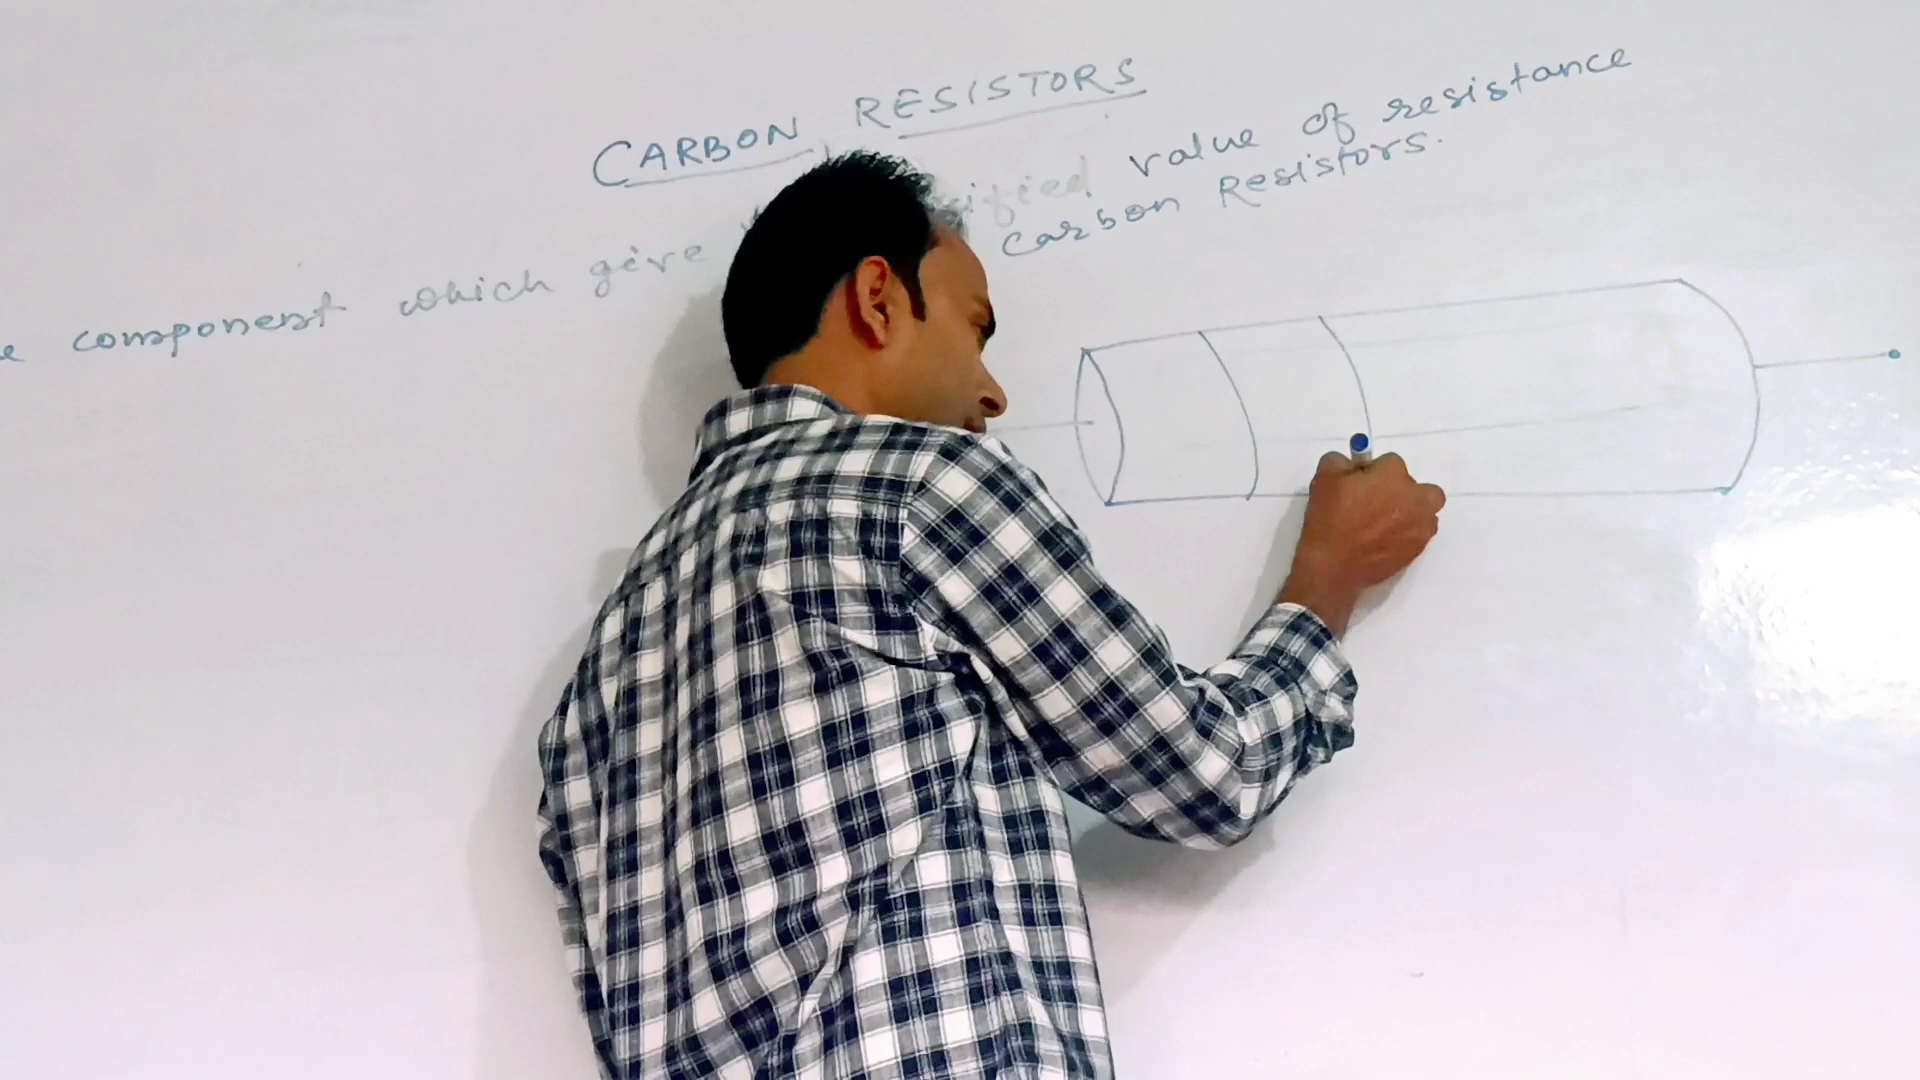 CARBON RESISTORS
component which give value of resistance
carbon Resistors.